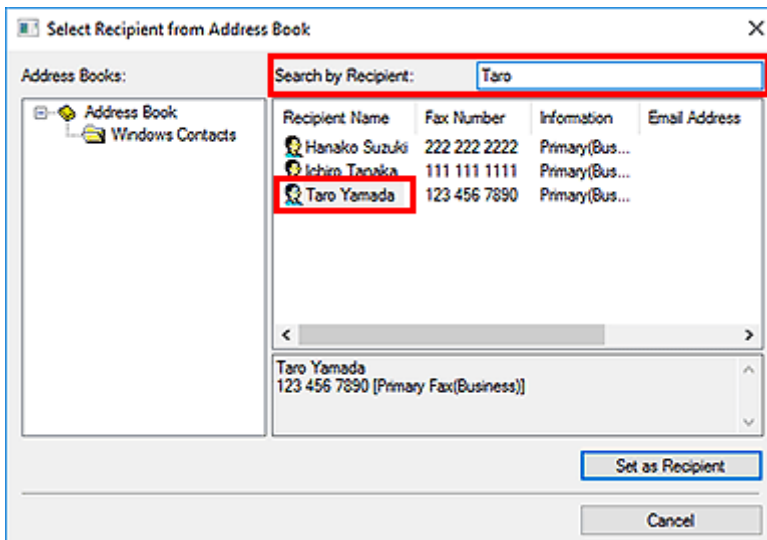 Select Recipient from Address Book
Address Books:
Search by Recipient: Taro
Address Book
Windows Contacts
Recipient Name Fax Number Information Email Address
Hanako Suzuki 222 222 2222 Primary(Bus...
Ichiro Tanaka 111 111 1111 Primary(Bus...
Taro Yamada 123 456 7890 Primary(Bus...
Taro Yamada
123 456 7890 [Primary Fax(Business)]
Set as Recipient
Cancel